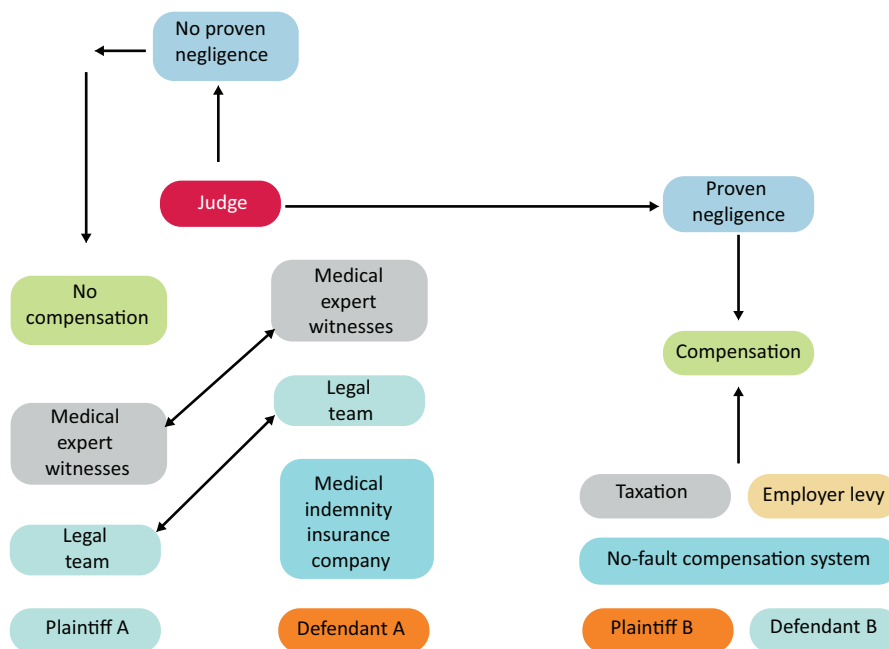 No proven
negligence
Judge
Proven
negligence
No
compensation
Medical
expert
witnesses
Compensation
Medical
expert
witnesses
Legal
team
Medical
indemnity
insurance
company
Taxation
Employer levy
Legal
team
No-fault compensation system
Plaintiff A
Defendant A
Plaintiff B
Defendant B